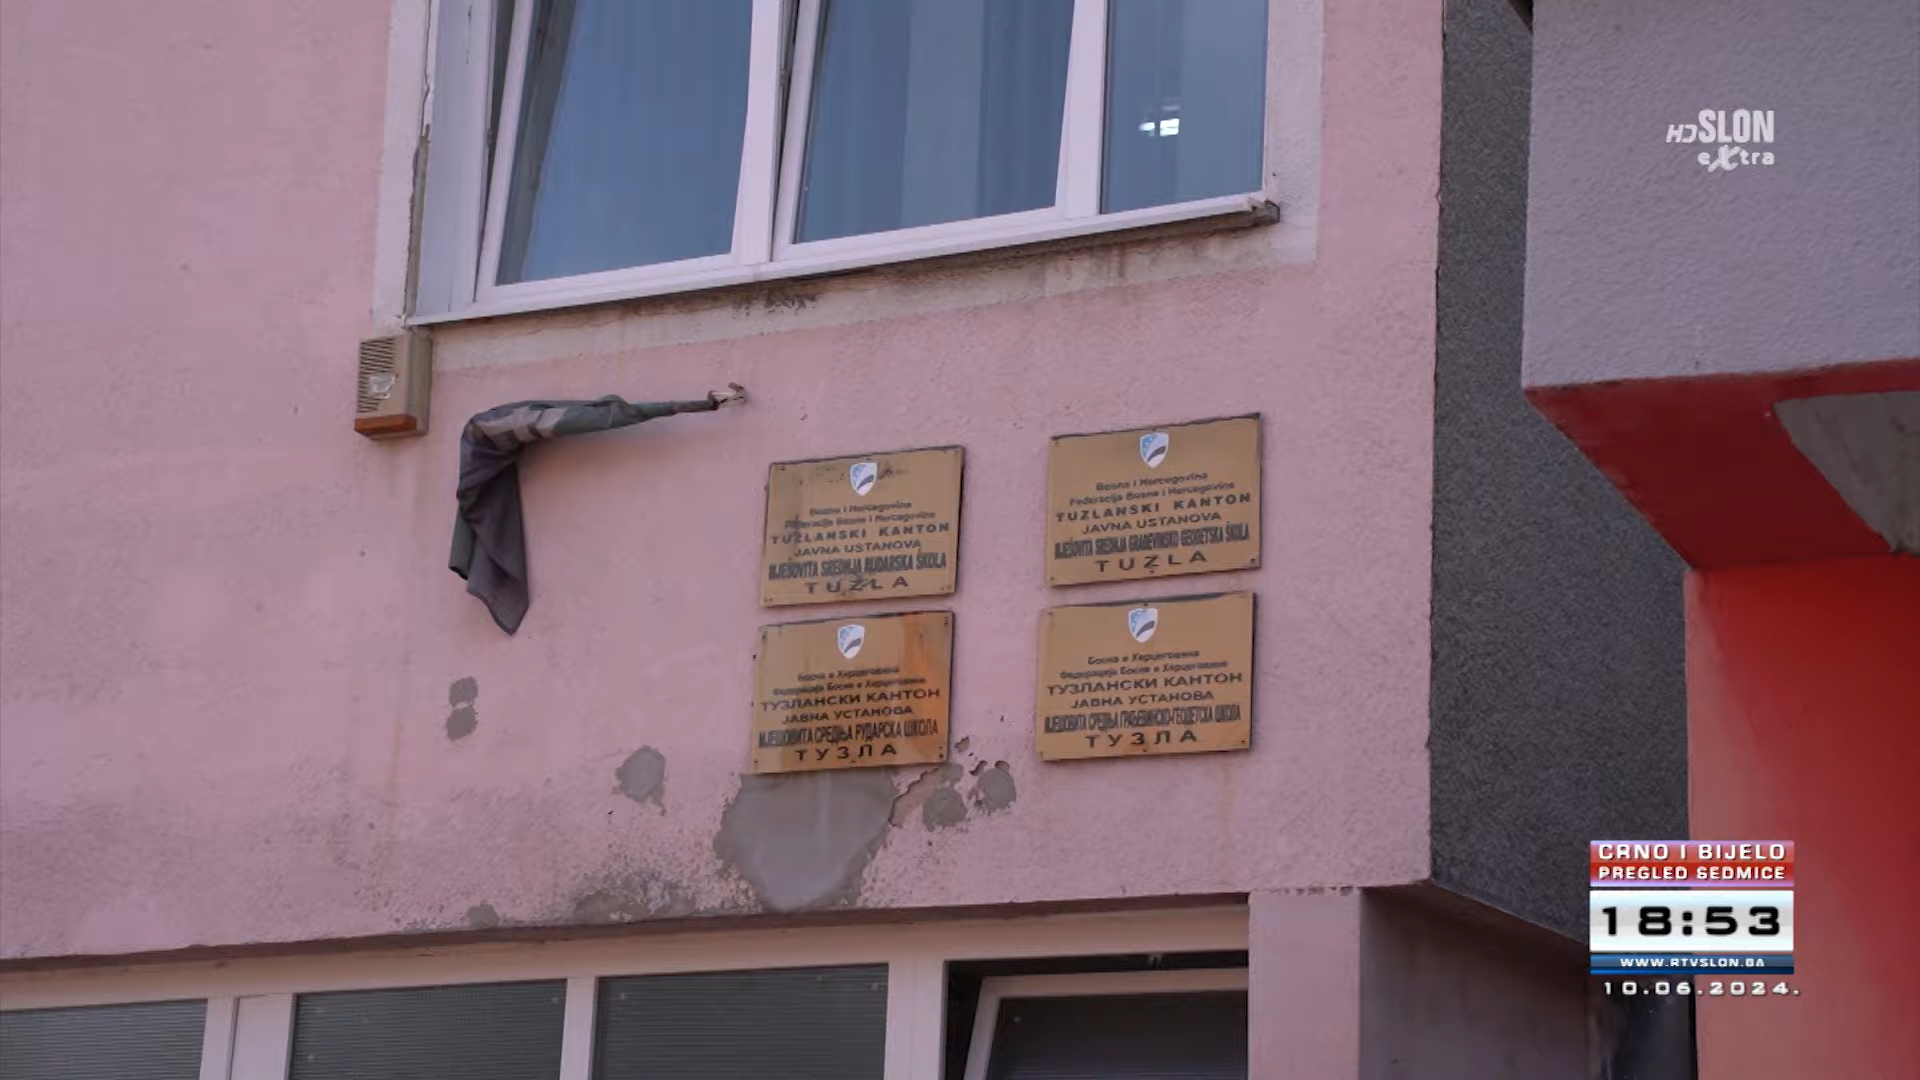 HD SLON
eXtra
Bosna i Hercegovina
Federacija Bosne i Hercegovine
TUZLANSKI KANTON
JAVNA USTANOVA
MJEŠOVITA SREDNJA RUDARSKA ŠKOLA
TUZLA
Bosna i Hercegovina
Federacija Bosne i Hercegovine
TUZLANSKI KANTON
JAVNA USTANOVA
MJEŠOVITA SREDNJA GRAĐEVINSKO GEODETSKA ŠKOLA
TUZLA
Босна и Херцеговина
Федерација Босне и Херцеговине
ТУЗЛАНСКИ КАНТОН
ЈАВНА УСТАНОВА
МЈЕШОВИТА СРЕДЊА РУДАРСКА ШКОЛА
ТУЗЛА
Босна и Херцеговина
Федерација Босне и Херцеговине
ТУЗЛАНСКИ КАНТОН
ЈАВНА УСТАНОВА
МЈЕШОВИТА СРЕДЊА ГРАЂЕВИНСКО-ГЕОДЕТСКА ШКОЛА
ТУЗЛА
CRNO I BIJELO
PREGLED SEDMICE
18:53
WWW.RTVSLON.BA
10.06.2024.